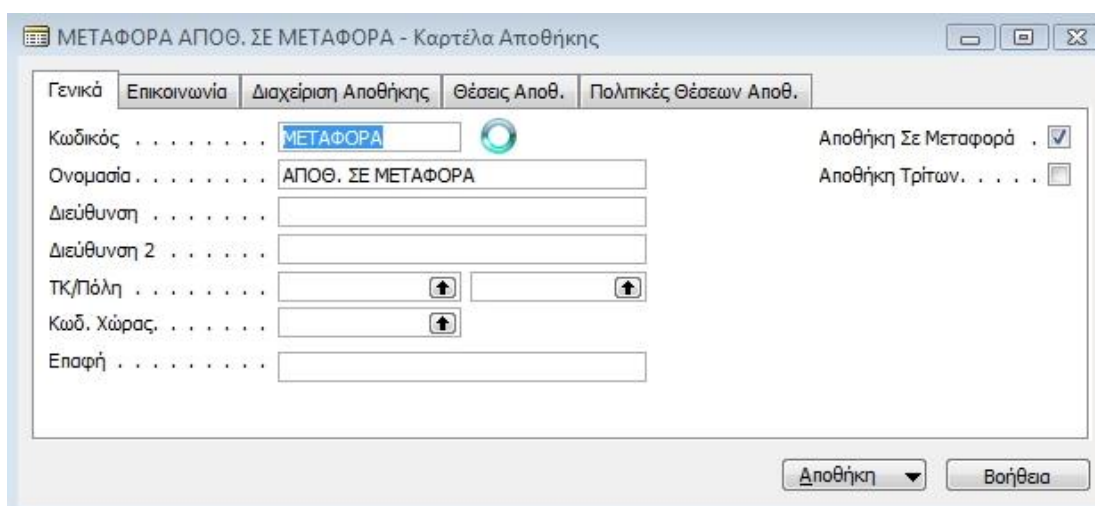 ΜΕΤΑΦΟΡΑ ΑΠΟΘ. ΣΕ ΜΕΤΑΦΟΡΑ - Καρτέλα Αποθήκης
Γενικά Επικοινωνία Διαχείριση Αποθήκης Θέσεις Αποθ. Πολιτικές Θέσεων Αποθ.
Κωδικός . . . . . . . . ΜΕΤΑΦΟΡΑ Αποθήκη Σε Μεταφορά .
Ονομασία . . . . . . . . ΑΠΟΘ. ΣΕ ΜΕΤΑΦΟΡΑ Αποθήκη Τρίτων. . . . . .
Διεύθυνση . . . . . . .
Διεύθυνση 2 . . . . . .
ΤΚ/Πόλη . . . . . . . .
Κωδ. Χώρας. . . . . . .
Επαφή . . . . . . . . .
Αποθήκη Βοήθεια